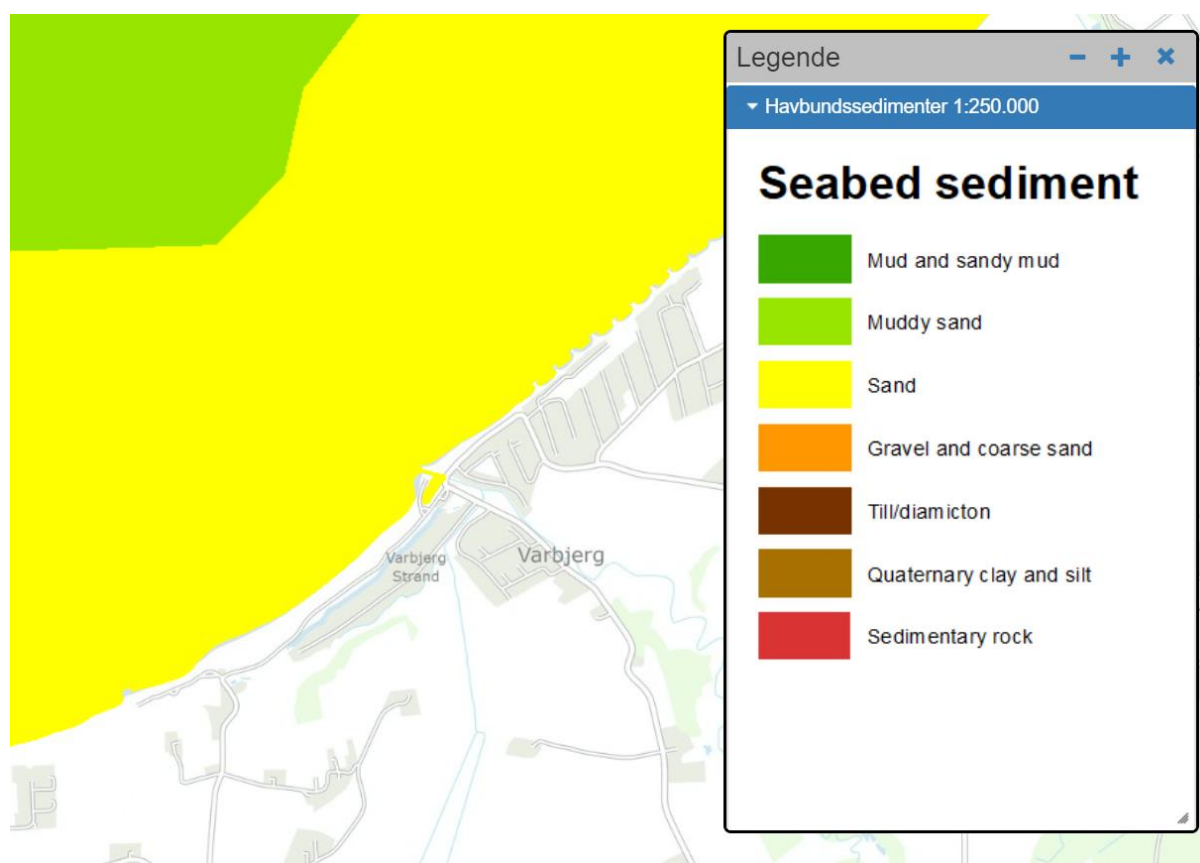 Legende
Havbundssedimenter 1:250.000
Seabed sediment
Mud and sandy mud
Muddy sand
Sand
Gravel and coarse sand
Till/diamicton
Quaternary clay and silt
Sedimentary rock
Varbjerg
Strand
Varbjerg